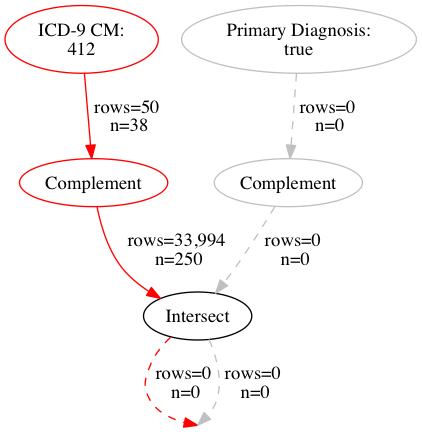 ICD-9 CM:
412
Primary Diagnosis:
true
rows=50
n=38
rows=0
n=0
Complement
Complement
rows=33,994
n=250
rows=0
n=0
Intersect
rows=0
n=0
rows=0
n=0